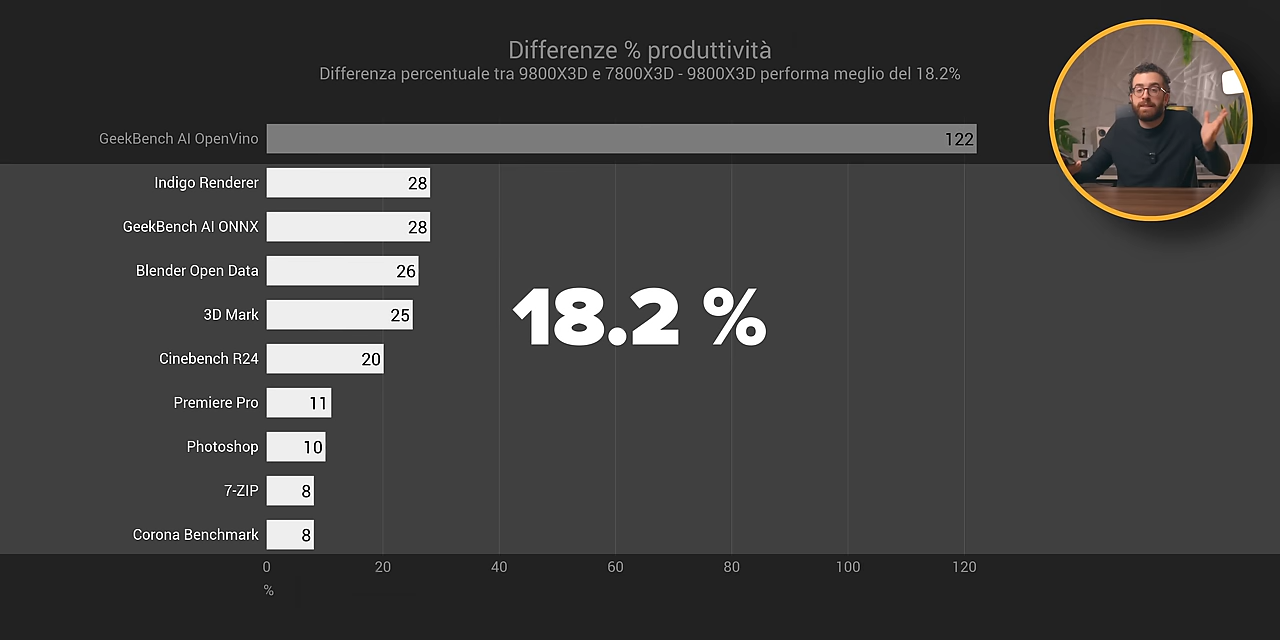 Differenze % produttività
Differenza percentuale tra 9800X3D e 7800X3D - 9800X3D performa meglio del 18.2%
GeekBench AI OpenVino 122
Indigo Renderer 28
GeekBench AI ONNX 28
Blender Open Data 26
18.2 %
3D Mark 25
Cinebench R24 20
Premiere Pro 11
Photoshop 10
7-ZIP 8
Corona Benchmark 8
0 20 40 60 80 100 120
%